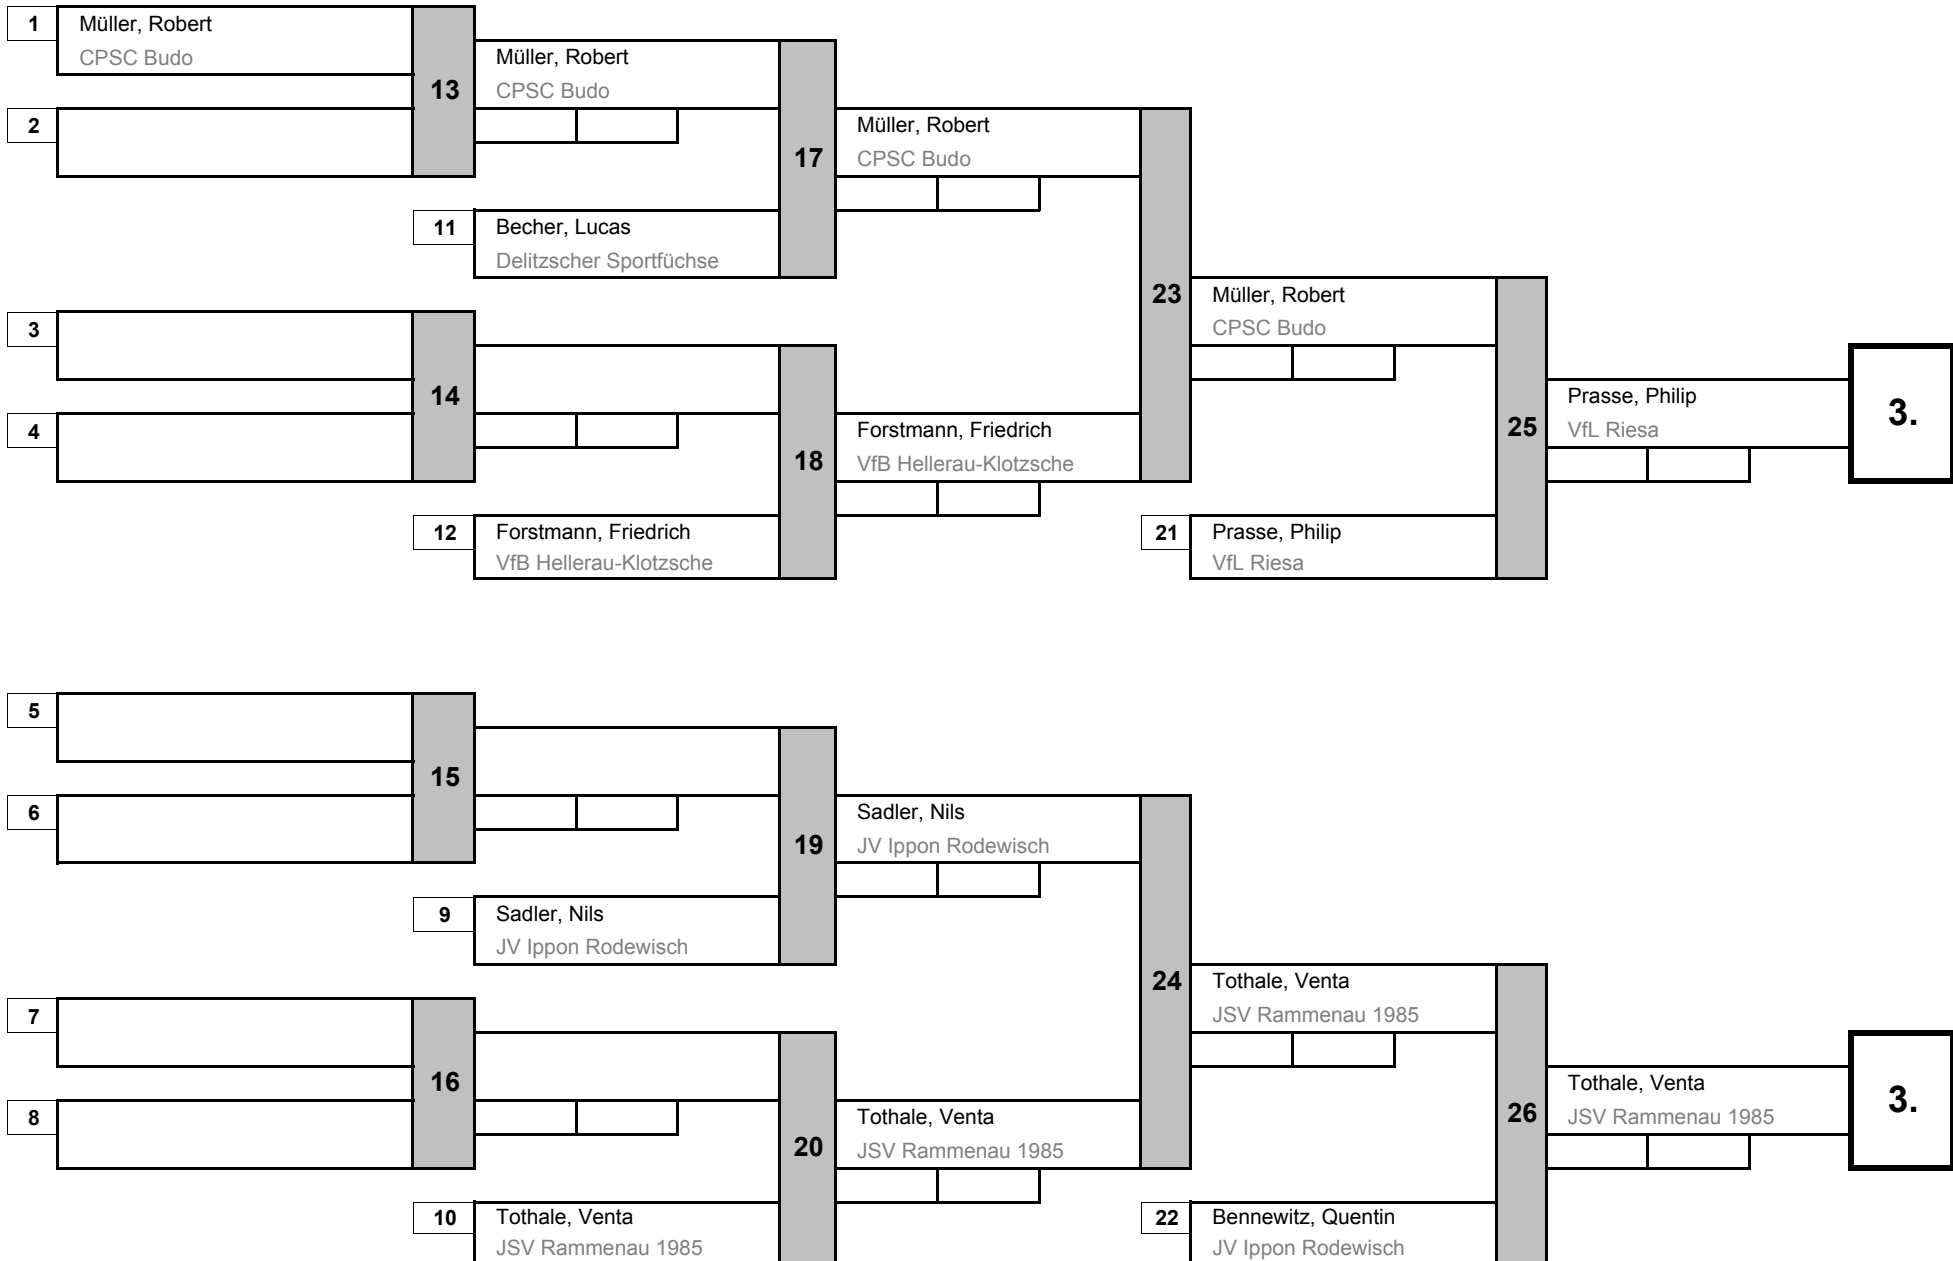 1
Müller, Robert
CPSC Budo
13
Müller, Robert
CPSC Budo
2
17
Müller, Robert
CPSC Budo
11
Becher, Lucas
Delitzscher Sportfüchse
23
Müller, Robert
CPSC Budo
3
14
4
18
Forstmann, Friedrich
VfB Hellerau-Klotzsche
12
Forstmann, Friedrich
VfB Hellerau-Klotzsche
25
Prasse, Philip
VfL Riesa
3.
21
Prasse, Philip
VfL Riesa
5
15
6
19
Sadler, Nils
JV Ippon Rodewisch
9
Sadler, Nils
JV Ippon Rodewisch
24
Tothale, Venta
JSV Rammenau 1985
7
16
8
20
Tothale, Venta
JSV Rammenau 1985
10
Tothale, Venta
JSV Rammenau 1985
26
Tothale, Venta
JSV Rammenau 1985
3.
22
Bennewitz, Quentin
JV Ippon Rodewisch